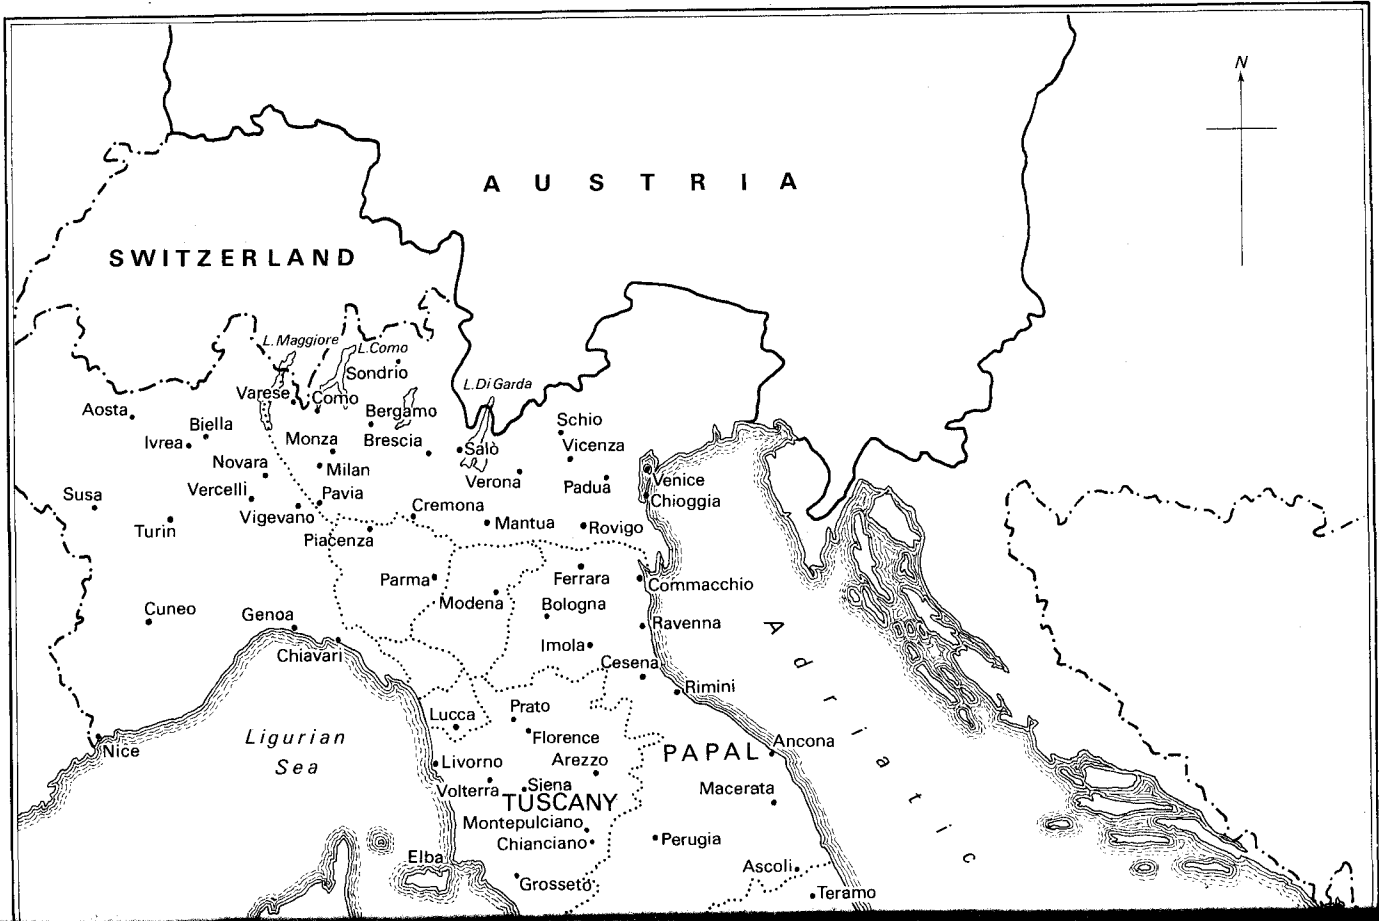 N
AUSTRIA
SWITZERLAND
L. Maggiore
L. Como
Sondrio
L. Di Garda
Varese
Como
Aosta
Bergamo
Biella
Schio
Ivrea
Monza
Brescia
Salò
Vicenza
Novara
Milan
Verona
Padua
Venice
Vercelli
Pavia
Chioggia
Susa
Cremona
Vigevano
Mantua
Rovigo
Turin
Piacenza
Parma
Ferrara
Commacchio
Modena
Bologna
Cuneo
Genoa
Ravenna
Imola
Chiavari
Cesena
Rimini
Adriatic
Lucca
Prato
Ligurian
Sea
Florence
Nice
PAPAL
Ancona
Livorno
Arezzo
Volterra
Siena
Macerata
TUSCANY
Montepulciano
Chianciano
Perugia
Elba
Ascoli
Grosseto
Teramo